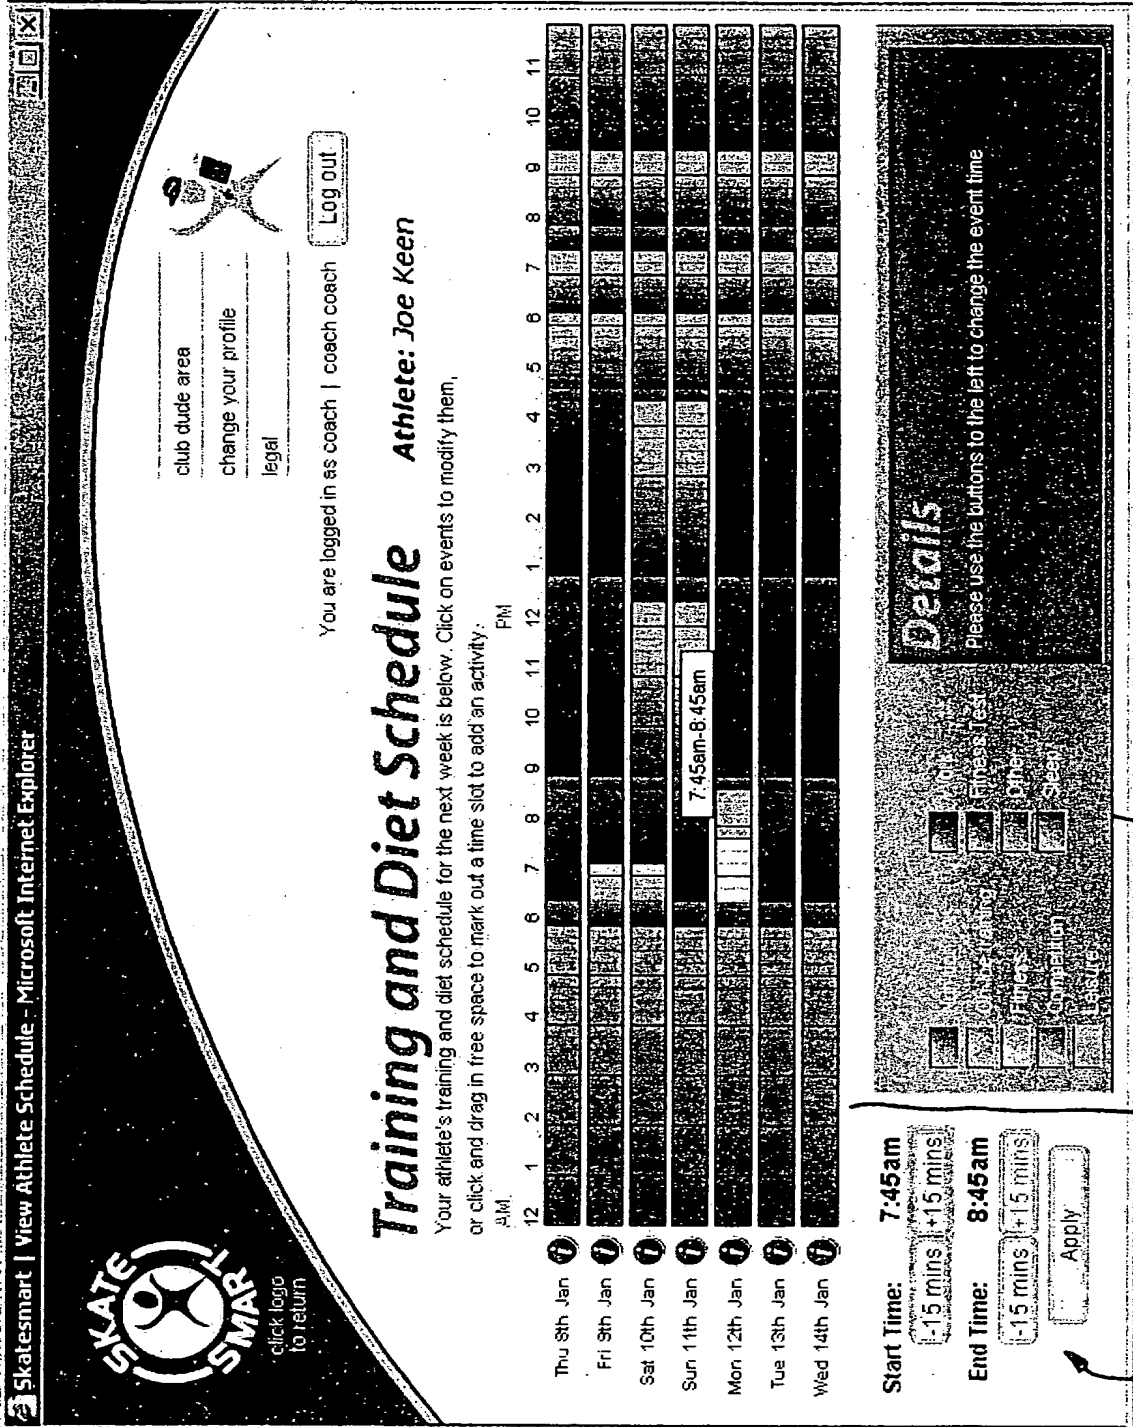 Skatesmart | View Athlete Schedule - Microsoft Internet Explorer
SKATE
SMART
click logo
to return
club dude area
change your profile
legal
You are logged in as coach | coach coach
Log out
Training and Diet Schedule
Athlete: Joe Keen
Your athlete's training and diet schedule for the next week is below. Click on events to modify them,
or click and drag in free space to mark out a time slot to add an activity.
AM PM
12 1 2 3 4 5 6 7 8 9 10 11 12 1 2 3 4 5 6 7 8 9 10 11
Thu 8th Jan
Fri 9th Jan
Sat 10th Jan
Sun 11th Jan
Mon 12th Jan
Tue 13th Jan
Wed 14th Jan
7:45am-8:45am
Start Time: 7:45am
-15 mins +15 mins
End Time: 8:45am
-15 mins +15 mins
Apply
Fitness
Competition
Fitness Test
Other
Sleep
Details
Please use the buttons to the left to change the event time